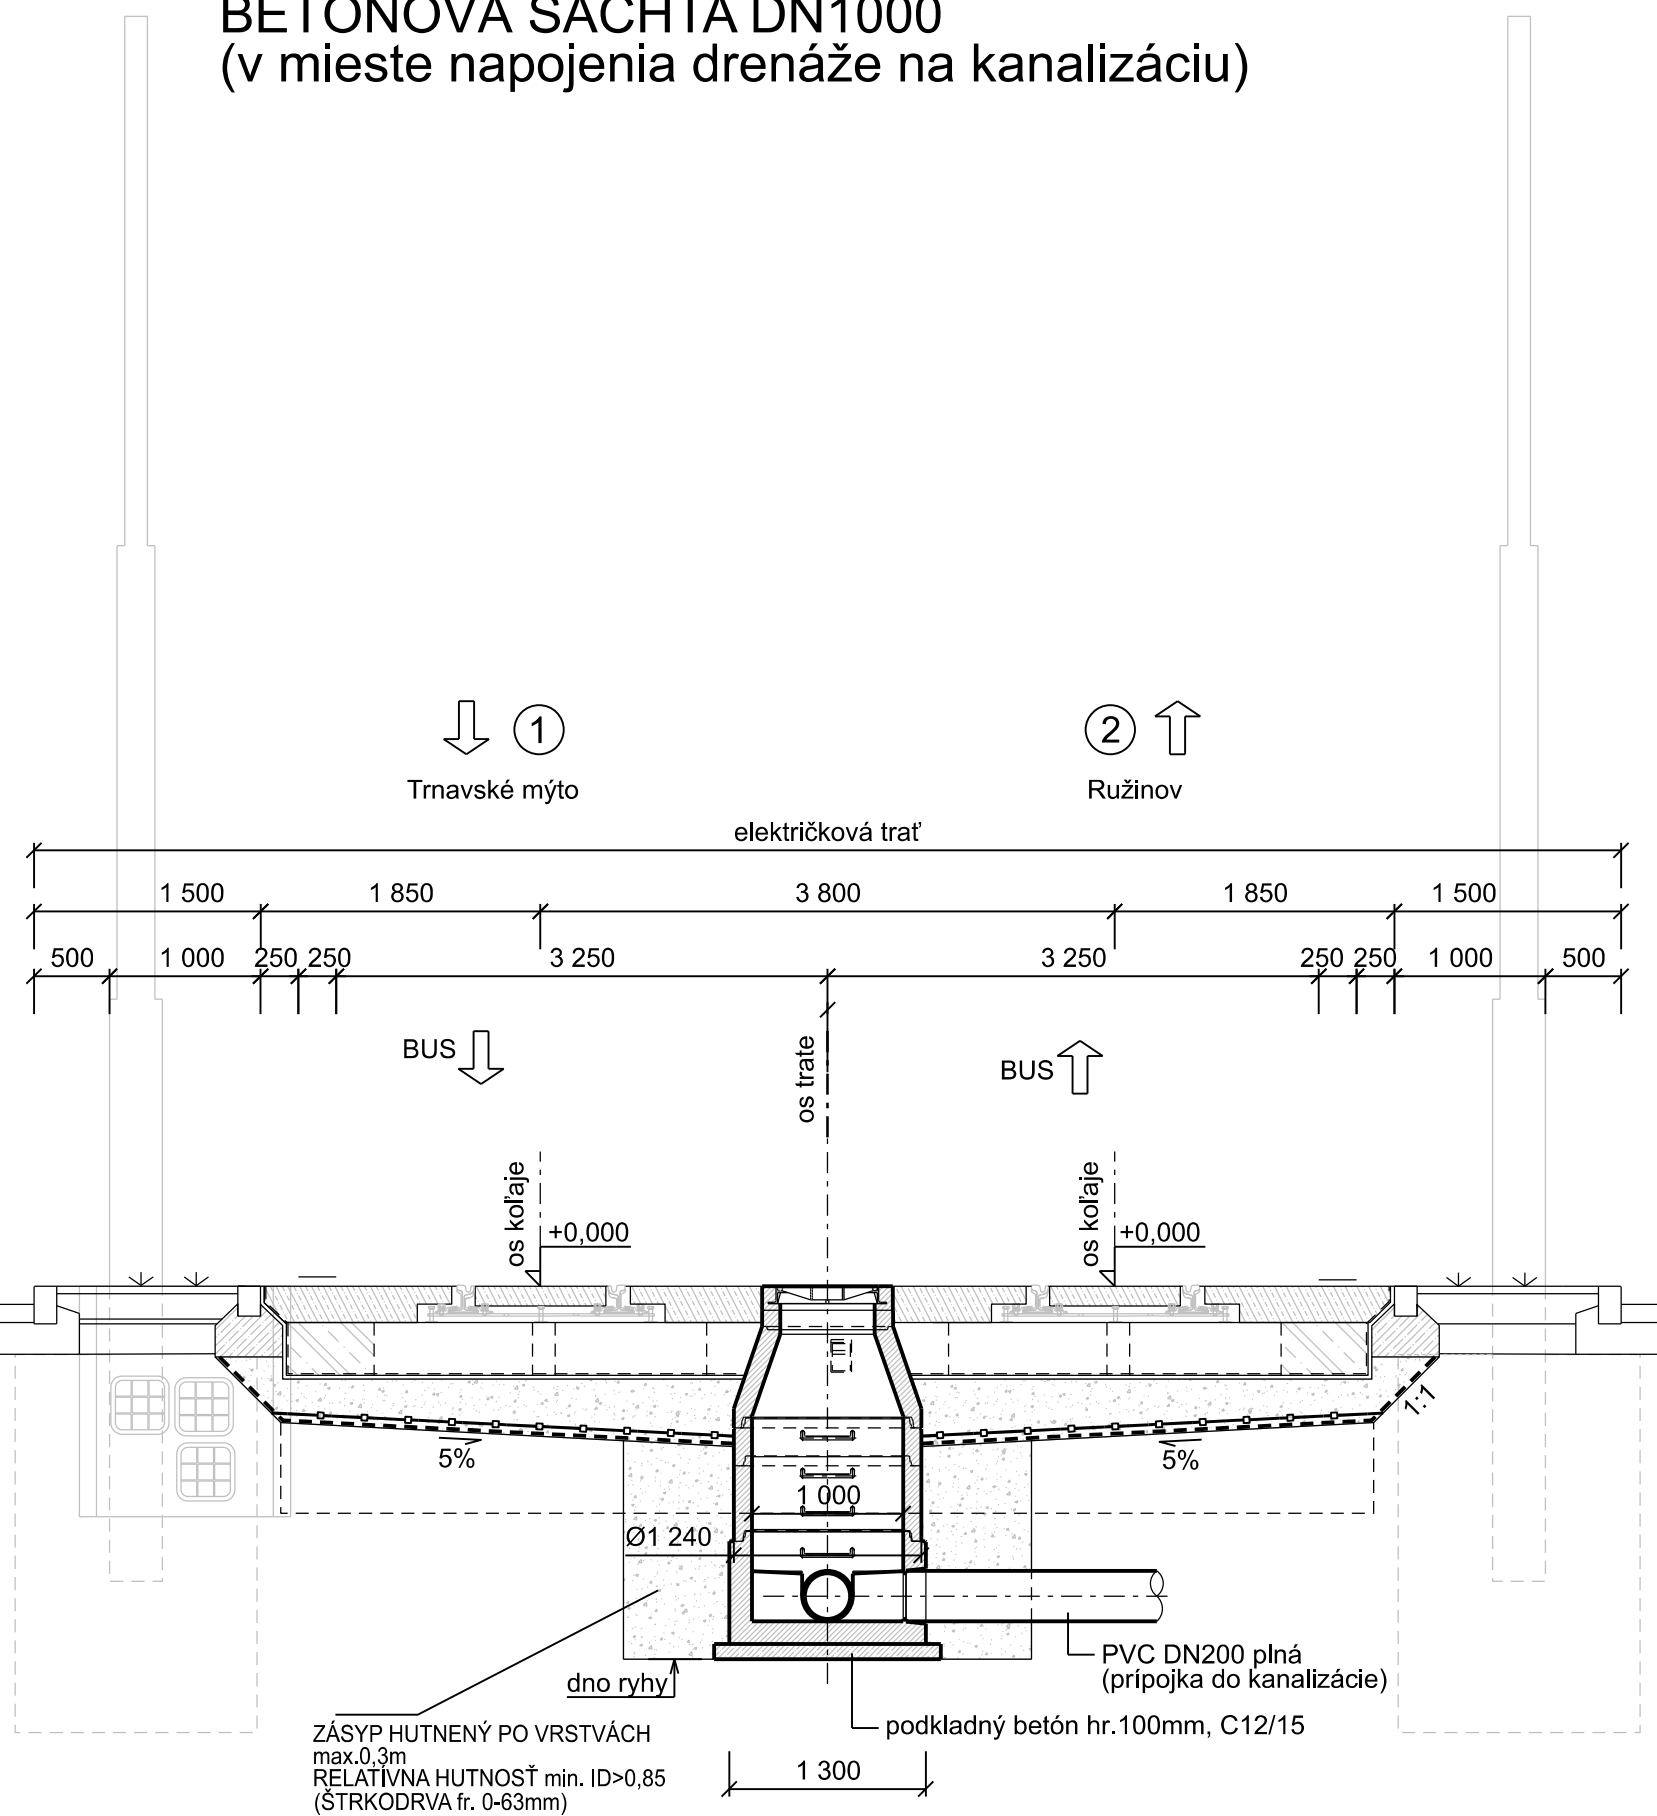 BETÓNOVÁ ŠACHTA DN1000
(v mieste napojenia drenáže na kanalizáciu)
1
2
Trnavské mýto
Ružinov
električková trať
1 500
1 850
3 800
1 850
1 500
500
1 000
250
250
3 250
3 250
250
250
1 000
500
BUS
BUS
os trate
os koľaje
os koľaje
+0,000
+0,000
1:1
5%
5%
1 000
Ø1 240
PVC DN200 plná
(prípojka do kanalizácie)
dno ryhy
podkladný betón hr.100mm, C12/15
ZÁSYP HUTNENÝ PO VRSTVÁCH
max.0,3m
RELATÍVNA HUTNOSŤ min. ID>0,85
(ŠTRKODRVA fr. 0-63mm)
1 300